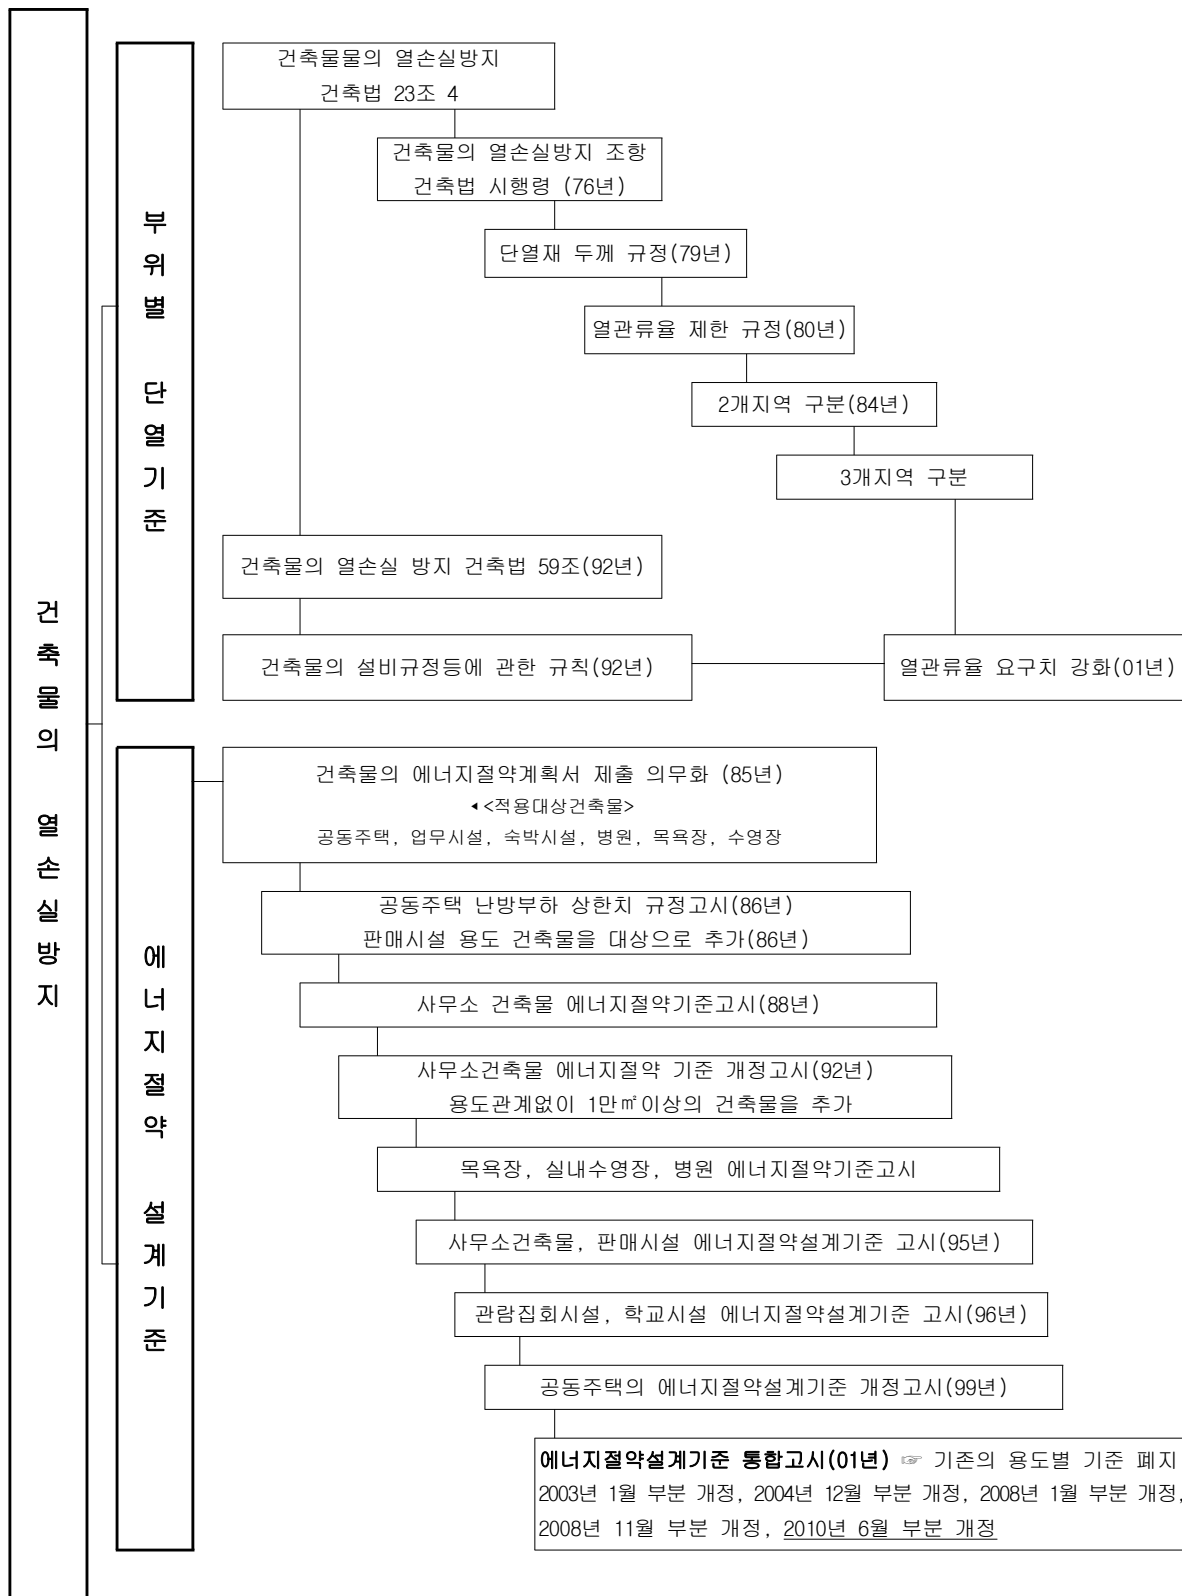 건축물의 열손실방지
부위별 단열기준
건축물물의 열손실방지
건축법 23조 4
건축물의 열손실방지 조항
건축법 시행령 (76년)
단열재 두께 규정(79년)
열관류율 제한 규정(80년)
2개지역 구분(84년)
3개지역 구분
건축물의 열손실 방지 건축법 59조(92년)
건축물의 설비규정등에 관한 규칙(92년)
열관류율 요구치 강화(01년)
에너지절약 설계기준
건축물의 에너지절약계획서 제출 의무화 (85년)
<적용대상건축물>
공동주택, 업무시설, 숙박시설, 병원, 목욕장, 수영장
공동주택 난방부하 상한치 규정고시(86년)
판매시설 용도 건축물을 대상으로 추가(86년)
사무소 건축물 에너지절약기준고시(88년)
사무소건축물 에너지절약 기준 개정고시(92년)
용도관계없이 1만㎡이상의 건축물을 추가
목욕장, 실내수영장, 병원 에너지절약기준고시
사무소건축물, 판매시설 에너지절약설계기준 고시(95년)
관람집회시설, 학교시설 에너지절약설계기준 고시(96년)
공동주택의 에너지절약설계기준 개정고시(99년)
에너지절약설계기준 통합고시(01년) ☞ 기존의 용도별 기준 폐지
2003년 1월 부분 개정, 2004년 12월 부분 개정, 2008년 1월 부분 개정,
2008년 11월 부분 개정, 2010년 6월 부분 개정